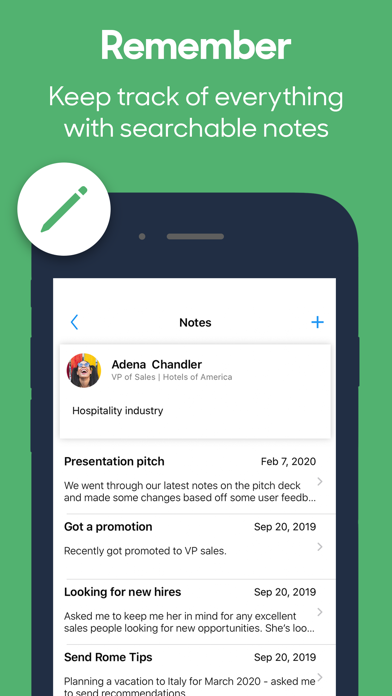 Remember
Keep track of everything
with searchable notes
Notes
Adena Chandler
VP of Sales | Hotels of America
Hospitality industry
Presentation pitch Feb 7, 2020
We went through our latest notes on the pitch deck
and made some changes based off some user feedb...
Got a promotion Sep 20, 2019
Recently got promoted to VP sales.
Looking for new hires Sep 20, 2019
Asked me to keep me her in mind for any excellent
sales people looking for new opportunities. She's loo...
Send Rome Tips Sep 20, 2019
Planning a vacation to Italy for March 2020 - asked me
to send recommendations